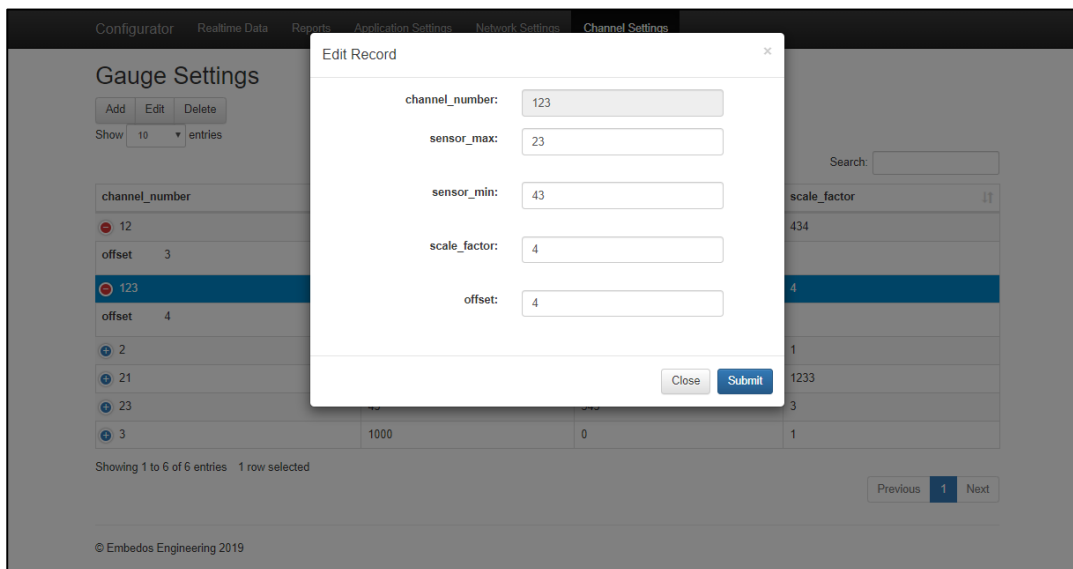 Configurator Realtime Data Reports Application Settings Network Settings Channel Settings
Edit Record ×
Gauge Settings
Add Edit Delete
Show 10 entries
Search:
channel_number: 123
sensor_max: 23
sensor_min: 43
scale_factor: 4
offset: 4
Close Submit
channel_number scale_factor
12 434
offset 3
123 4
offset 4
2 1
21 1233
23 3
3 1000 0 1
Showing 1 to 6 of 6 entries 1 row selected
Previous 1 Next
© Embedos Engineering 2019